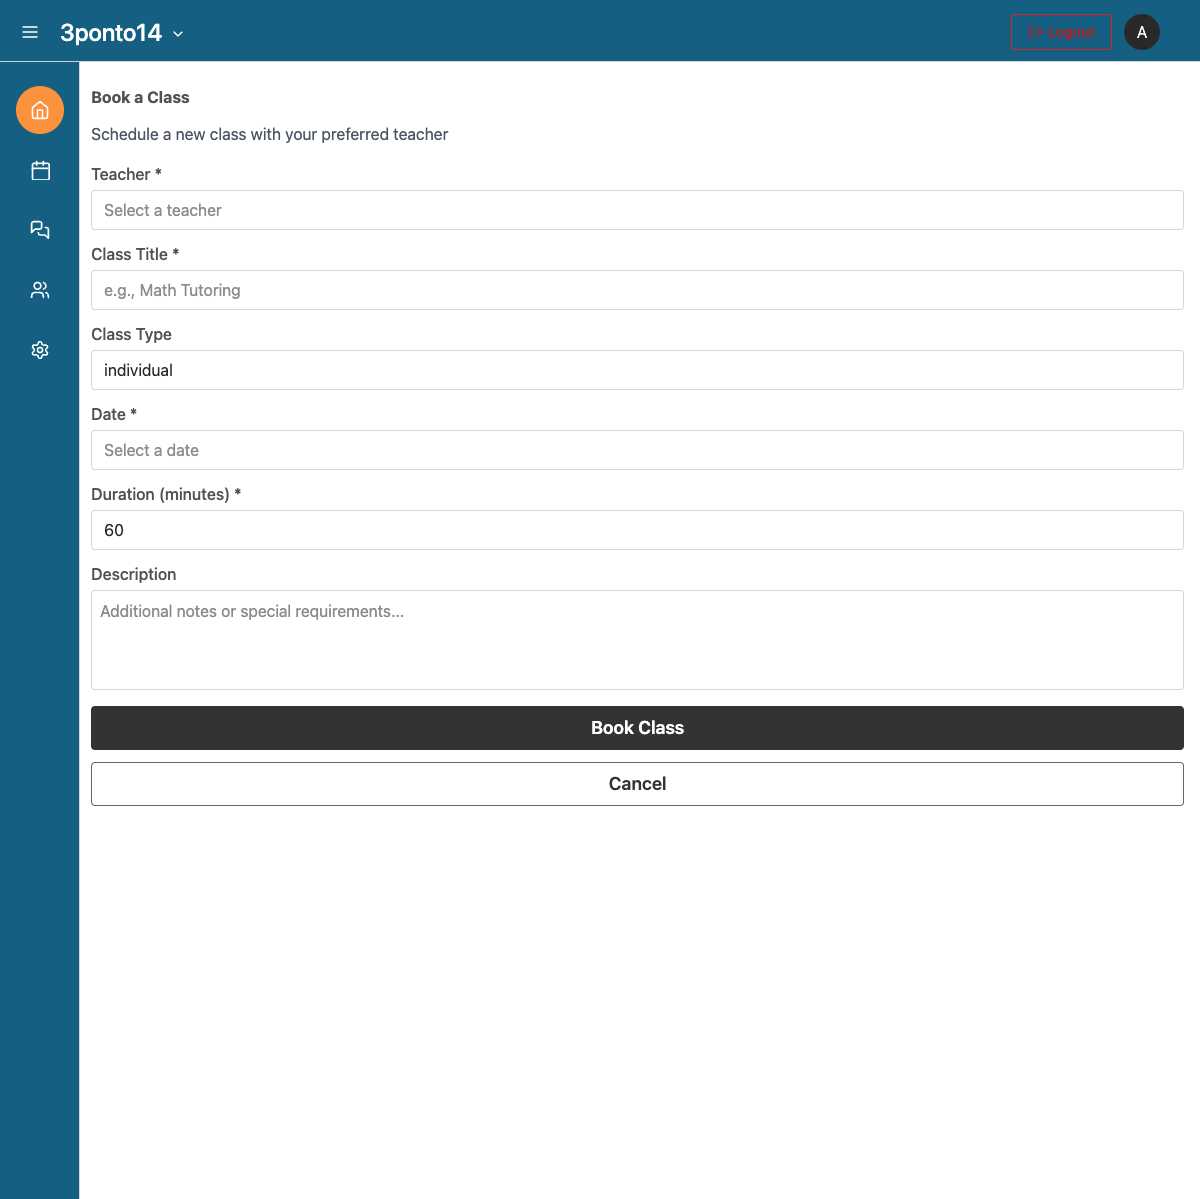 3ponto14
Logout
A
Book a Class
Schedule a new class with your preferred teacher
Teacher *
Select a teacher
Class Title *
e.g., Math Tutoring
Class Type
individual
Date *
Select a date
Duration (minutes) *
60
Description
Additional notes or special requirements...
Book Class
Cancel